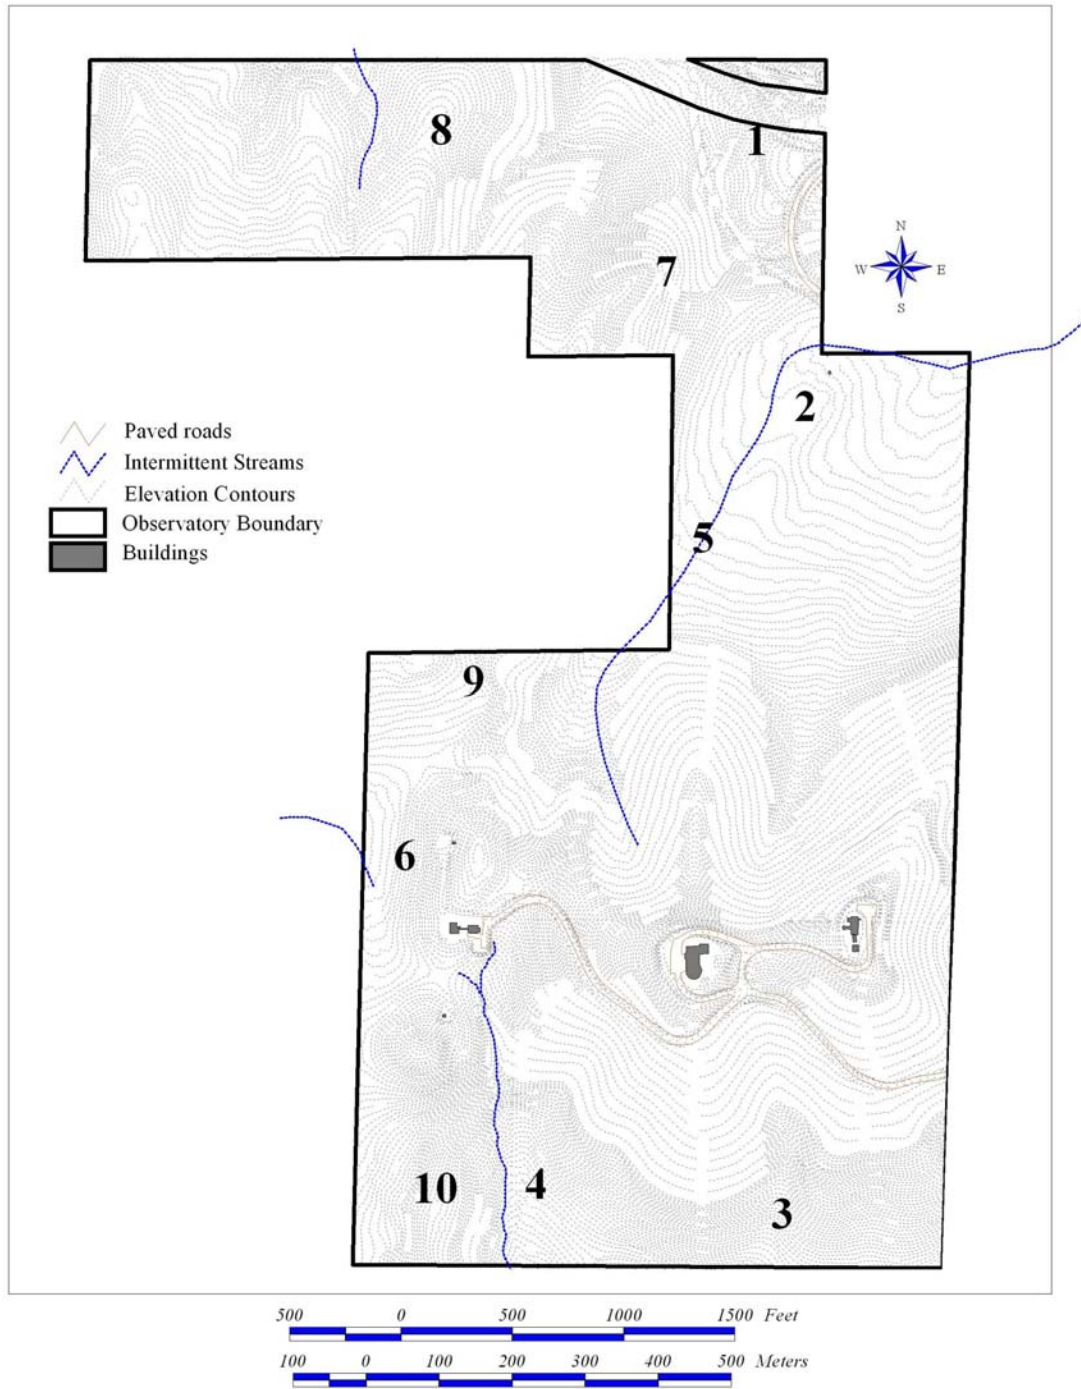 8
1
7
N
W E
S
2
Paved roads
Intermittent Streams
Elevation Contours
Observatory Boundary
Buildings
5
9
6
10
4
3
500 0 500 1000 1500 Feet
100 0 100 200 300 400 500 Meters